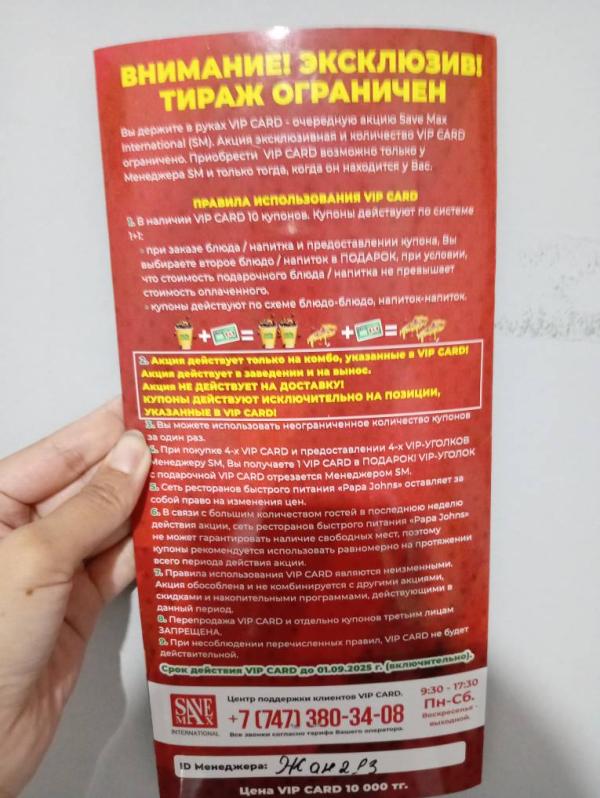 ВНИМАНИЕ! ЭКСКЛЮЗИВ!
ТИРАЖ ОГРАНИЧЕН
Вы держите в руках VIP CARD - очередную акцию Save Max
International (SM). Акция эксклюзивная и количество VIP CARD
ограничено. Приобрести VIP CARD возможно только у
Менеджера SM и только тогда, когда он находится у Вас.
ПРАВИЛА ИСПОЛЬЗОВАНИЯ VIP CARD
1. В наличии VIP CARD 10 купонов. Купоны действуют по системе
1+1:
- при заказе блюда / напитка и предоставлении купона, Вы
выбираете второе блюдо / напиток в ПОДАРОК, при условии,
что стоимость подарочного блюда / напитка не превышает
стоимость оплаченного.
- купоны действуют по схеме блюдо-блюдо, напиток-напиток.
2. Акция действует только на комбо, указанные в VIP CARD!
Акция действует в заведении и на вынос.
Акция НЕ ДЕЙСТВУЕТ НА ДОСТАВКУ!
КУПОНЫ ДЕЙСТВУЮТ ИСКЛЮЧИТЕЛЬНО НА ПОЗИЦИИ,
УКАЗАННЫЕ В VIP CARD!
3. Вы можете использовать неограниченное количество купонов
за один раз.
4. При покупке 4-х VIP CARD и предоставлении 4-х VIP-УГОЛКОВ
Менеджеру SM, Вы получаете 1 VIP CARD в ПОДАРОК! VIP-УГОЛОК
с подарочной VIP CARD отрезается Менеджером SM.
5. Сеть ресторанов быстрого питания «Papa Johns» оставляет за
собой право на изменения цен.
6. В связи с большим количеством гостей в последнюю неделю
действия акции, сеть ресторанов быстрого питания «Papa Johns»
не может гарантировать наличие свободных мест, поэтому
купоны рекомендуется использовать равномерно на протяжении
всего периода действия акции.
7. Правила использования VIP CARD являются неизменными.
Акция обособлена и не комбинируется с другими акциями,
скидками и накопительными программами, действующими в
данный период.
8. Перепродажа VIP CARD и отдельно купонов третьим лицам
ЗАПРЕЩЕНА.
9. При несоблюдении перечисленных правил, VIP CARD не будет
действительной.
Срок действия VIP CARD до 01.09.2025 г. (включительно).
SAVE
MAX
INTERNATIONAL
Центр поддержки клиентов VIP CARD.
+7 (747) 380-34-08
Все звонки согласно тарифа Вашего оператора.
9:30 - 17:30
Пн-Сб.
Воскресенье -
выходной.
ID Менеджера:
Цена VIP CARD 10 000 тг.